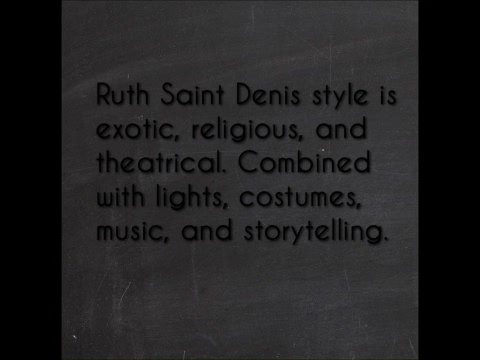 Ruth Saint Denis style is
exotic, religious, and
theatrical. Combined
with lights, costumes,
music, and storytelling.